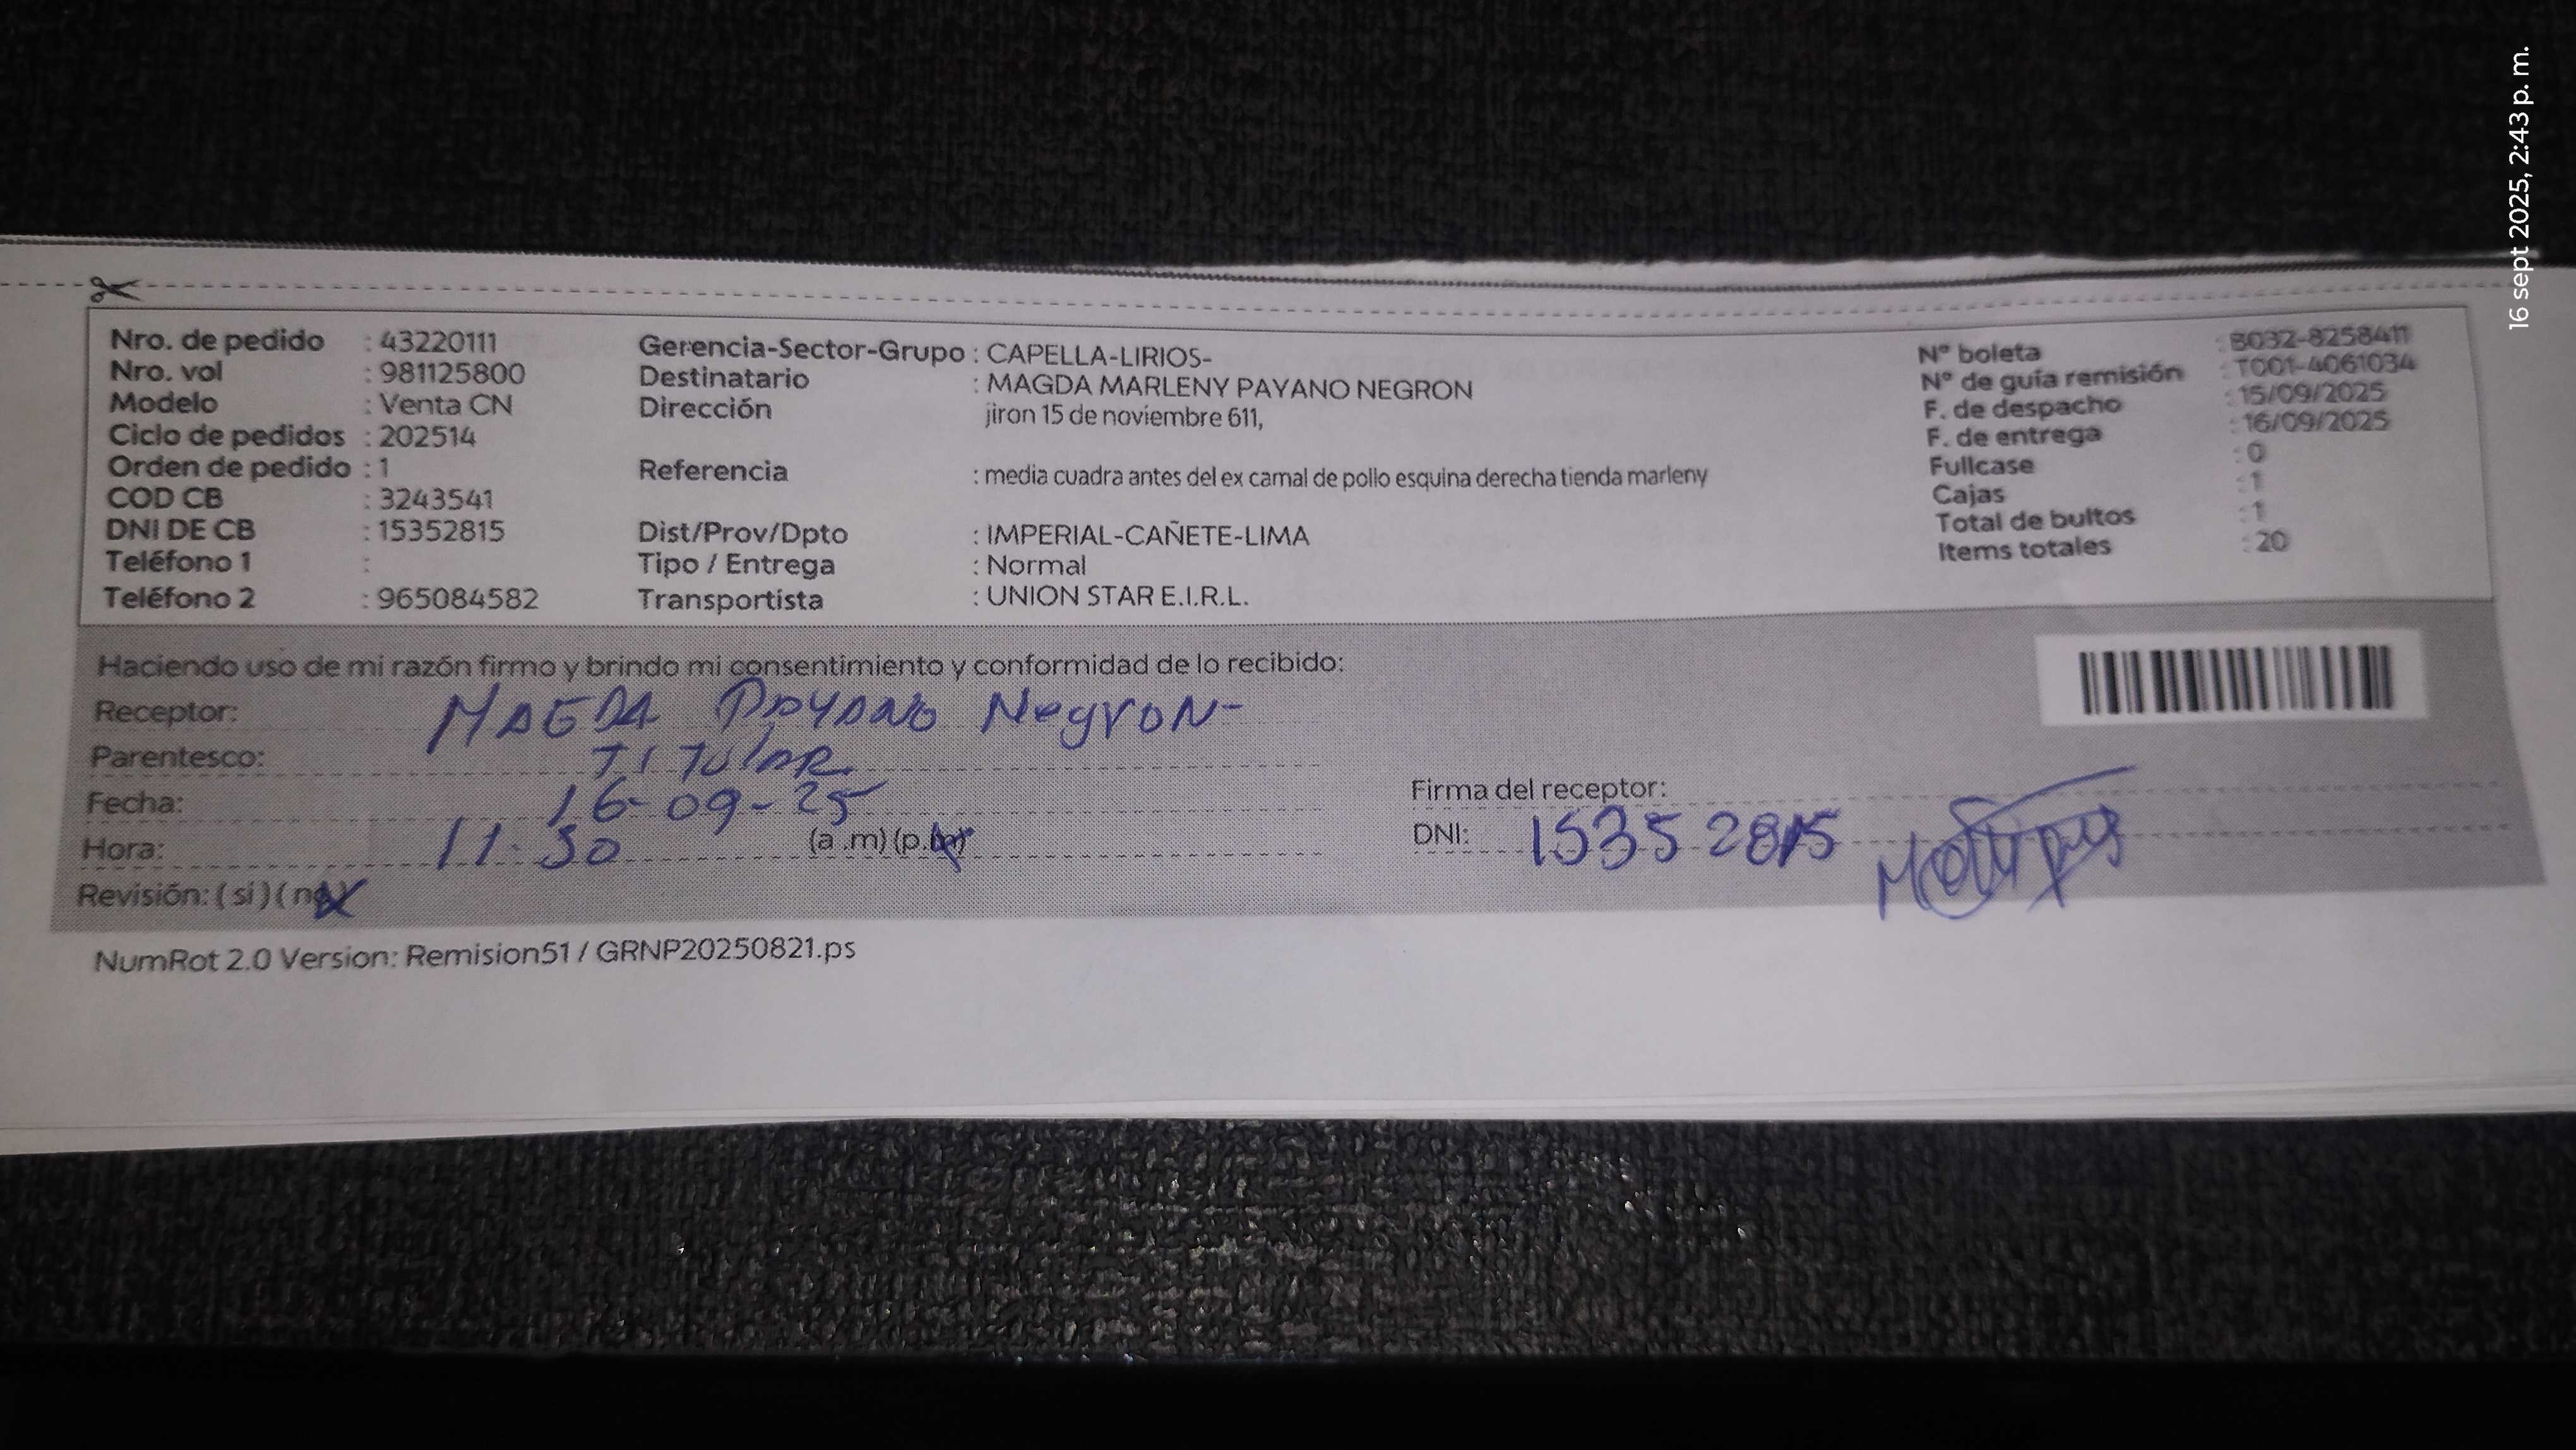 16 sept 2025, 2:43 p. m.
Nro. de pedido : 43220111
Nro. vol : 981125800
Modelo : Venta CN
Ciclo de pedidos : 202514
Orden de pedido : 1
COD CB : 3243541
DNI DE CB : 15352815
Teléfono 1 :
Teléfono 2 : 965084582
Gerencia-Sector-Grupo : CAPELLA-LIRIOS-
Destinatario : MAGDA MARLENY PAYANO NEGRON
Dirección jiron 15 de noviembre 611,
Referencia : media cuadra antes del ex camal de pollo esquina derecha tienda marleny
Dist/Prov/Dpto : IMPERIAL-CAÑETE-LIMA
Tipo / Entrega : Normal
Transportista : UNION STAR E.I.R.L.
N° boleta : B032-8258411
N° de guía remisión : T001-4061034
F. de despacho : 15/09/2025
F. de entrega : 16/09/2025
Fullcase : 0
Cajas : 1
Total de bultos : 1
Items totales : 20
Haciendo uso de mi razón firmo y brindo mi consentimiento y conformidad de lo recibido:
Receptor: MAGDA PAYANO NegroN-
Parentesco: TITUlAR
Fecha: 16-09-25
Hora: 11:30 (a .m) (p.m)
Revisión: ( si ) ( no )
Firma del receptor:
DNI: 15352815
NumRot 2.0 Version: Remision51 / GRNP20250821.ps